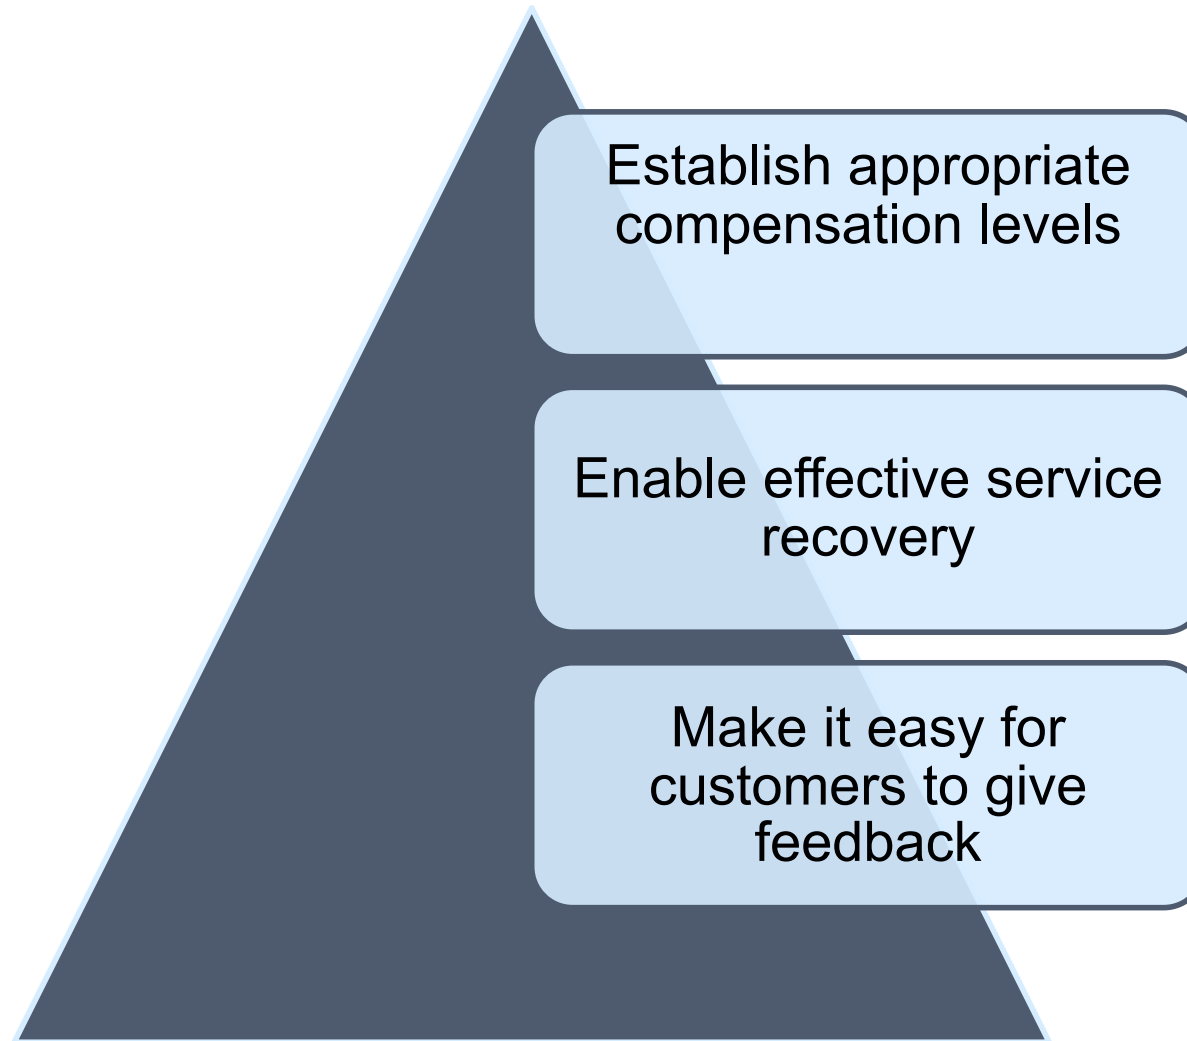 Establish appropriate
compensation levels
Enable effective service
recovery
Make it easy for
customers to give
feedback